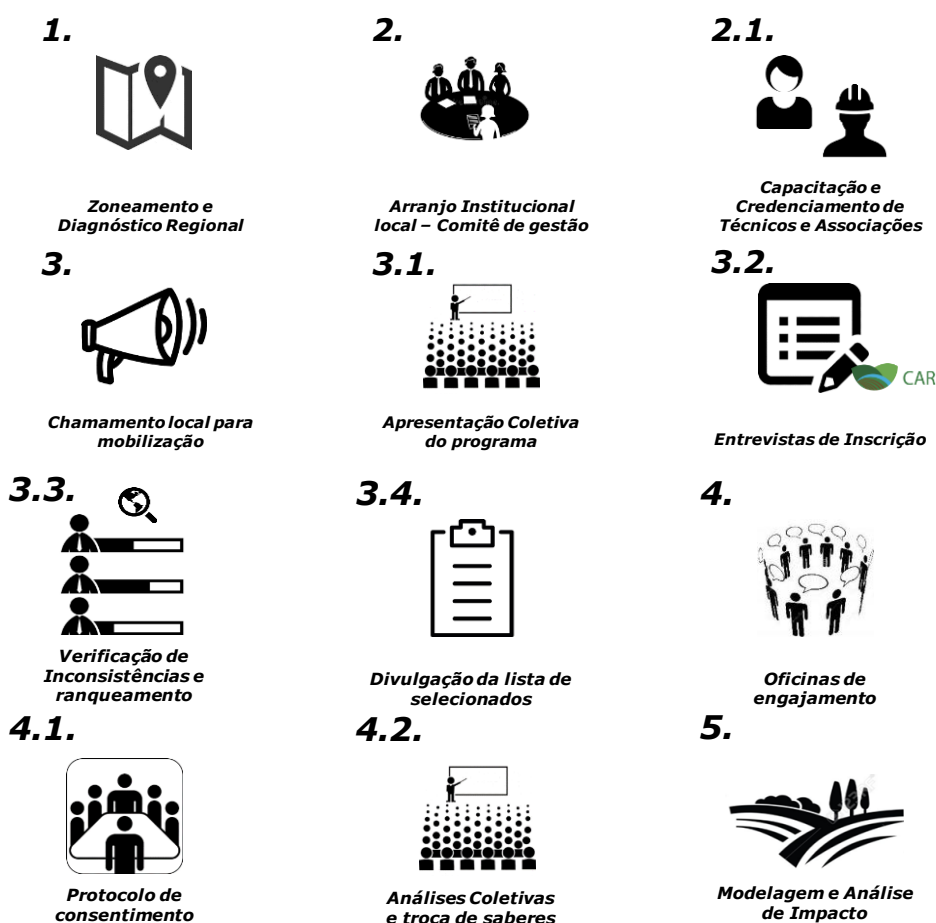 1.
Zoneamento e
Diagnóstico Regional
2.
Arranjo Institucional
local – Comitê de gestão
2.1.
Capacitação e
Credenciamento de
Técnicos e Associações
3.
Chamamento local para
mobilização
3.1.
Apresentação Coletiva
do programa
3.2.
CAR
Entrevistas de Inscrição
3.3.
Verificação de
Inconsistências e
ranqueamento
3.4.
Divulgação da lista de
selecionados
4.
Oficinas de
engajamento
4.1.
Protocolo de
consentimento
4.2.
Análises Coletivas
e troca de saberes
5.
Modelagem e Análise
de Impacto